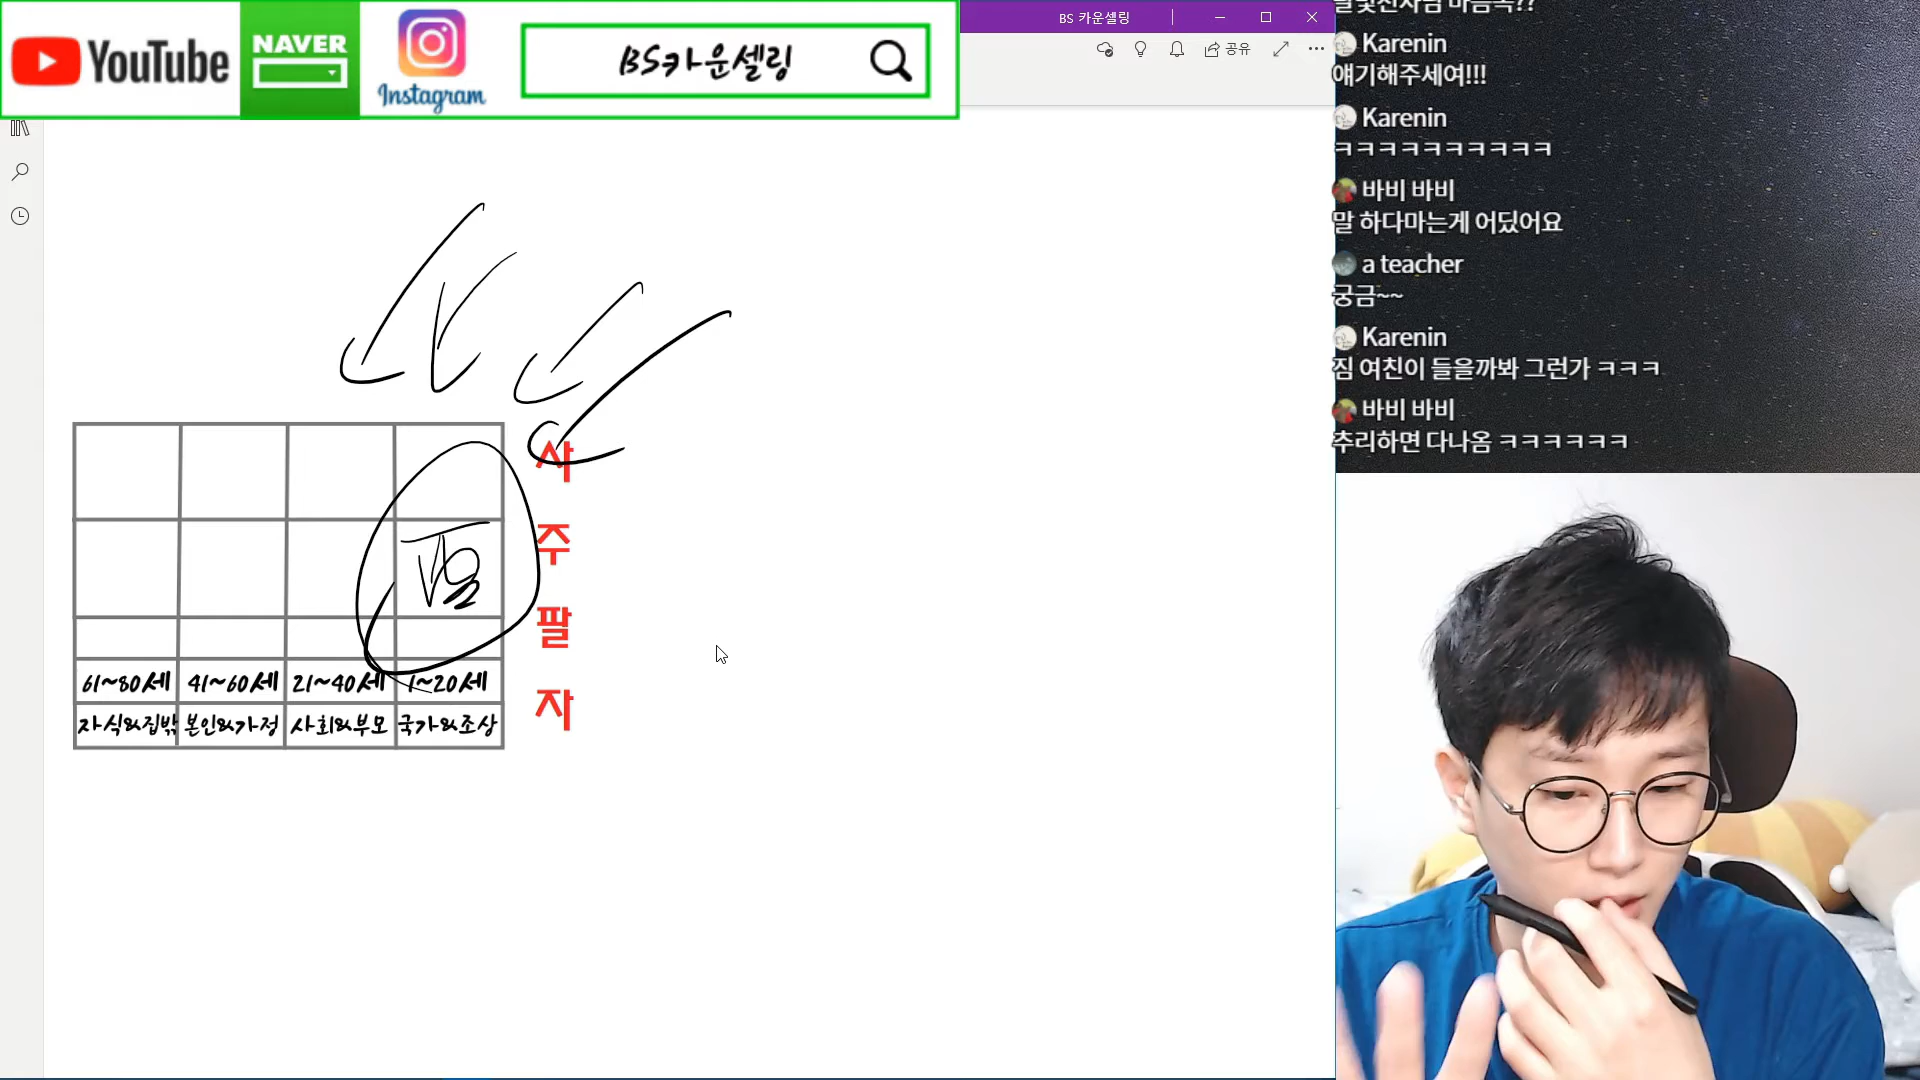 YouTube
NAVER
Instagram
BS카운셀링
BS 카운셀링
공유
사
주
팔
자
61~80세 41~60세 21~40세 1~20세
자식&집밖 본인&가정 사회&부모 국가&조상
Karenin
얘기해주세여!!!
Karenin
ㅋㅋㅋㅋㅋㅋㅋㅋㅋㅋ
바비 바비
말 하다마는게 어딨어요
a teacher
궁금~~
Karenin
짐 여친이 들을까봐 그런가 ㅋㅋㅋ
바비 바비
추리하면 다나옴 ㅋㅋㅋㅋㅋㅋ